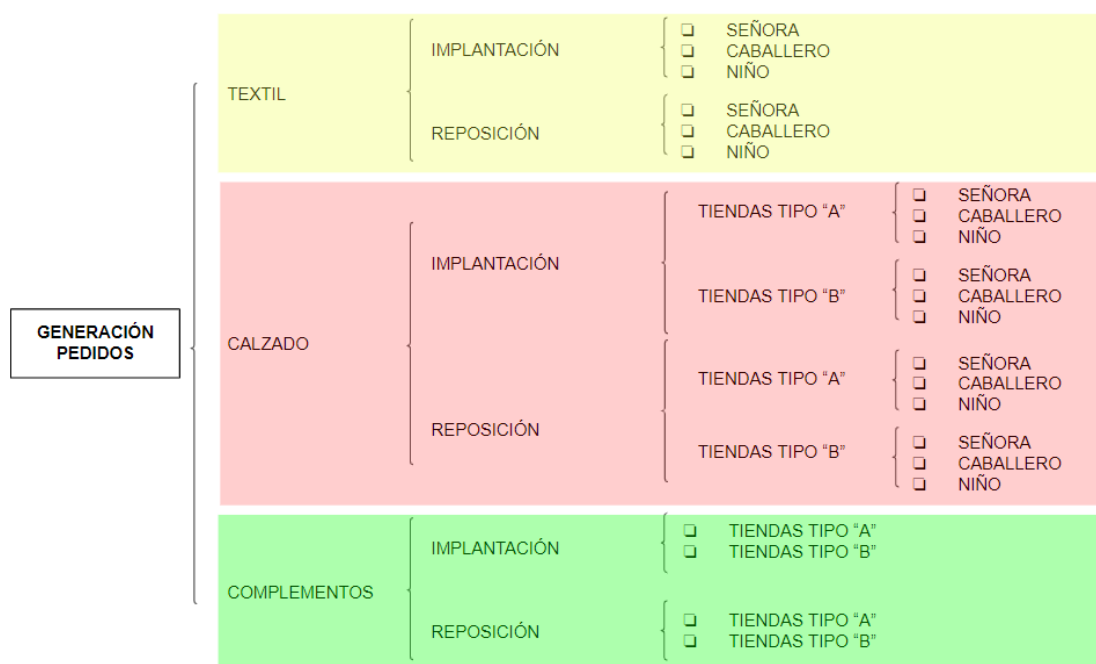 GENERACIÓN
PEDIDOS
TEXTIL
IMPLANTACIÓN
❏ SEÑORA
❏ CABALLERO
❏ NIÑO
REPOSICIÓN
❏ SEÑORA
❏ CABALLERO
❏ NIÑO
CALZADO
IMPLANTACIÓN
TIENDAS TIPO “A”
❏ SEÑORA
❏ CABALLERO
❏ NIÑO
TIENDAS TIPO “B”
❏ SEÑORA
❏ CABALLERO
❏ NIÑO
REPOSICIÓN
TIENDAS TIPO “A”
❏ SEÑORA
❏ CABALLERO
❏ NIÑO
TIENDAS TIPO “B”
❏ SEÑORA
❏ CABALLERO
❏ NIÑO
COMPLEMENTOS
IMPLANTACIÓN
❏ TIENDAS TIPO “A”
❏ TIENDAS TIPO “B”
REPOSICIÓN
❏ TIENDAS TIPO “A”
❏ TIENDAS TIPO “B”